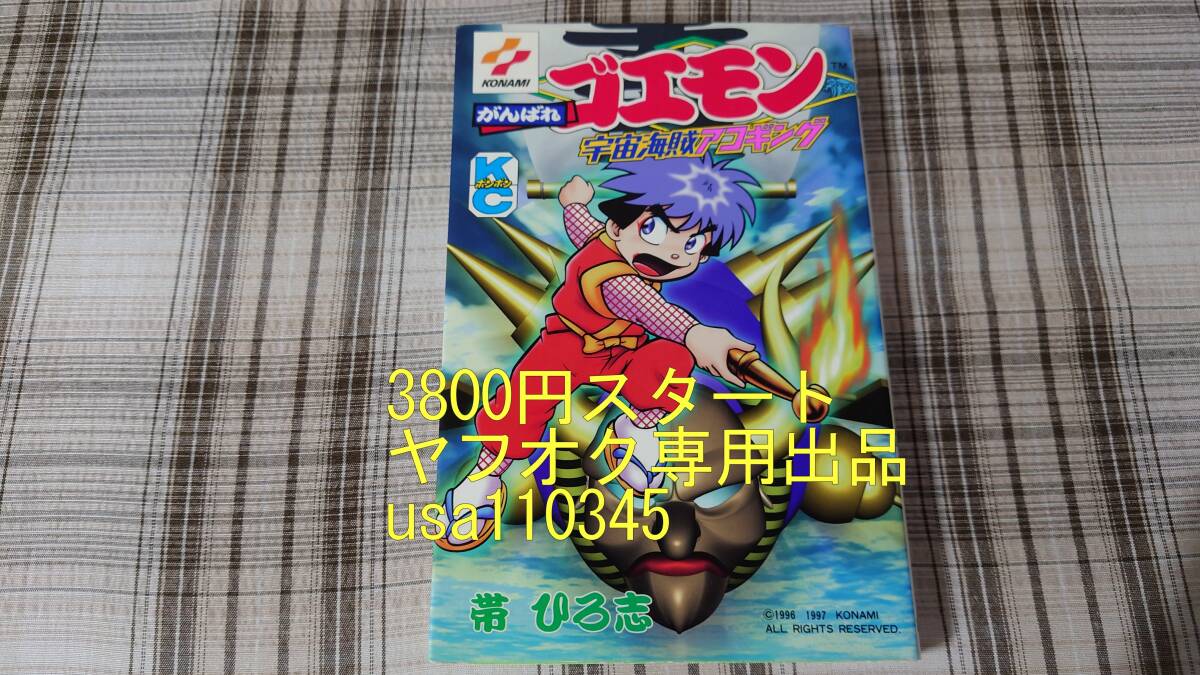 KONAMI
がんばれ
ゴエモン
TM
宇宙海賊アコギング
KC
ボンボン
3800円スタート
ヤフオク専用出品
usa110345
帯 ひろ志
©1996 1997 KONAMI
ALL RIGHTS RESERVED.